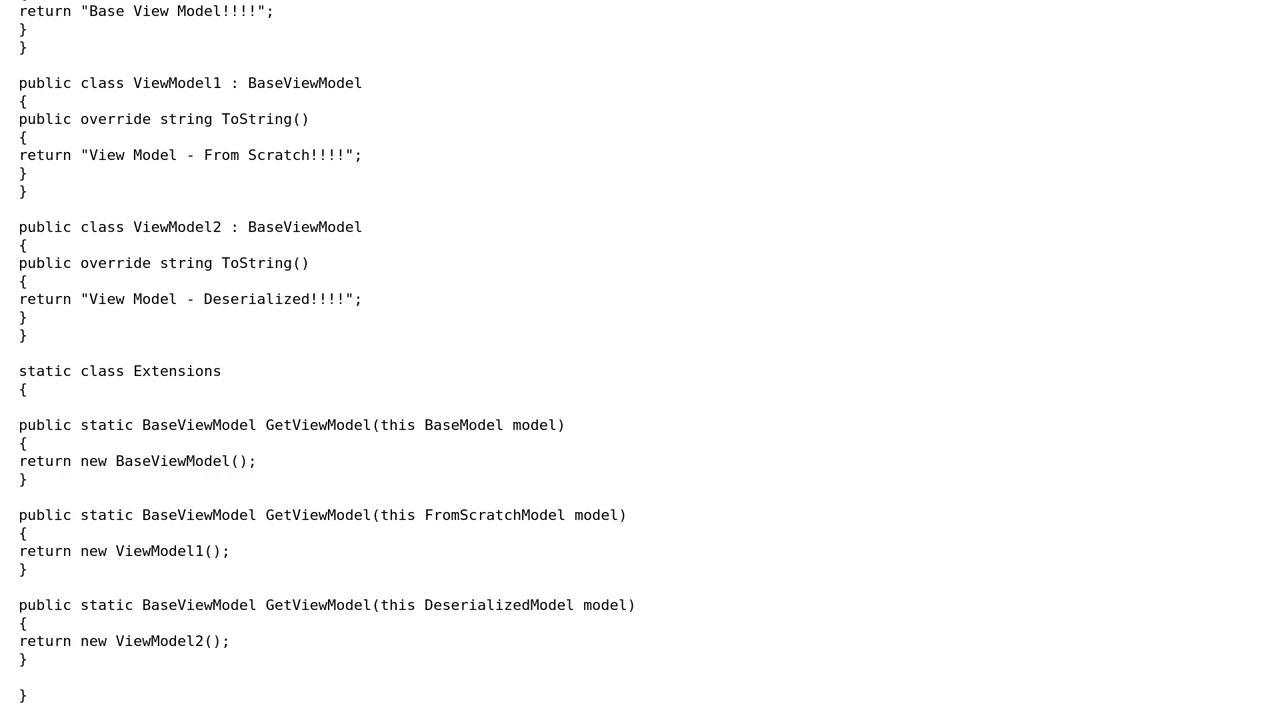 return "Base View Model!!!!";
}
}
public class ViewModel1 : BaseViewModel
{
public override string ToString()
{
return "View Model - From Scratch!!!!";
}
}
public class ViewModel2 : BaseViewModel
{
public override string ToString()
{
return "View Model - Deserialized!!!!";
}
}
static class Extensions
{
public static BaseViewModel GetViewModel(this BaseModel model)
{
return new BaseViewModel();
}
public static BaseViewModel GetViewModel(this FromScratchModel model)
{
return new ViewModel1();
}
public static BaseViewModel GetViewModel(this DeserializedModel model)
{
return new ViewModel2();
}
}